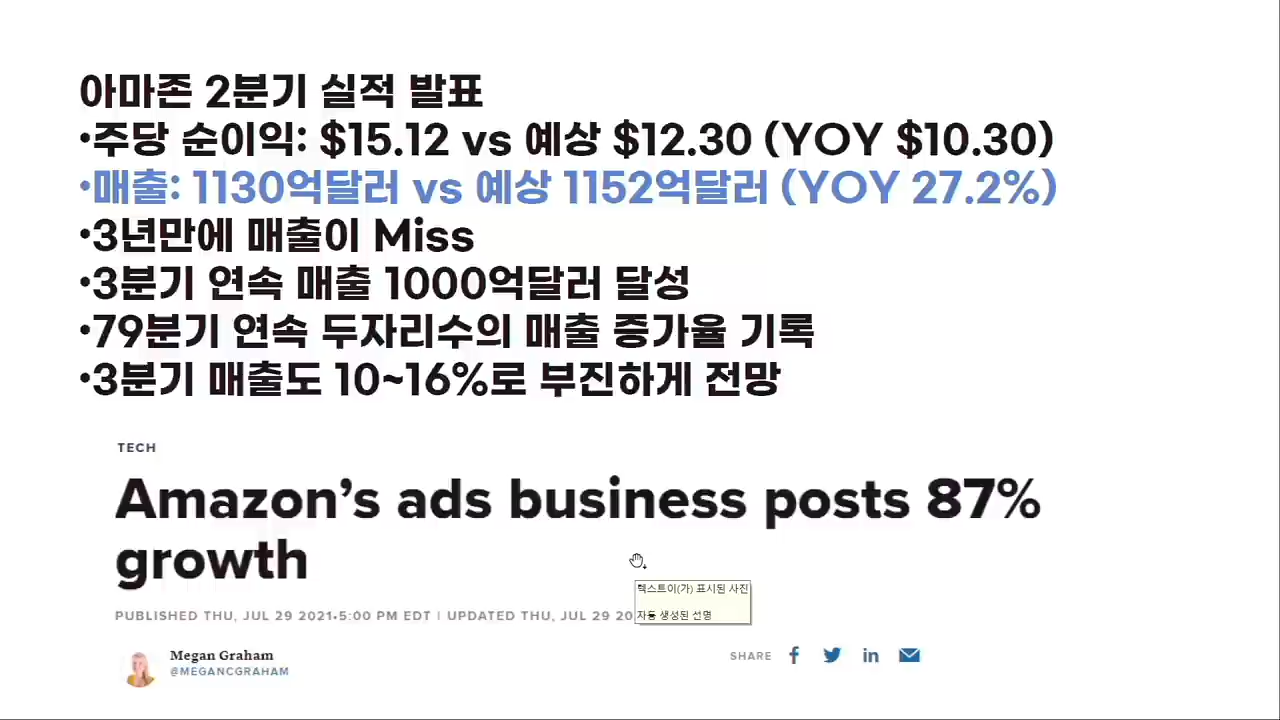 아마존 2분기 실적 발표
•주당 순이익: $15.12 vs 예상 $12.30 (YOY $10.30)
•매출: 1130억달러 vs 예상 1152억달러 (YOY 27.2%)
•3년만에 매출이 Miss
•3분기 연속 매출 1000억달러 달성
•79분기 연속 두자리수의 매출 증가율 기록
•3분기 매출도 10~16%로 부진하게 전망
TECH
Amazon’s ads business posts 87%
growth
텍스트이(가) 표시된 사진
자동 생성된 설명
PUBLISHED THU, JUL 29 2021•5:00 PM EDT | UPDATED THU, JUL 29 20
Megan Graham
@MEGANCGRAHAM
SHARE